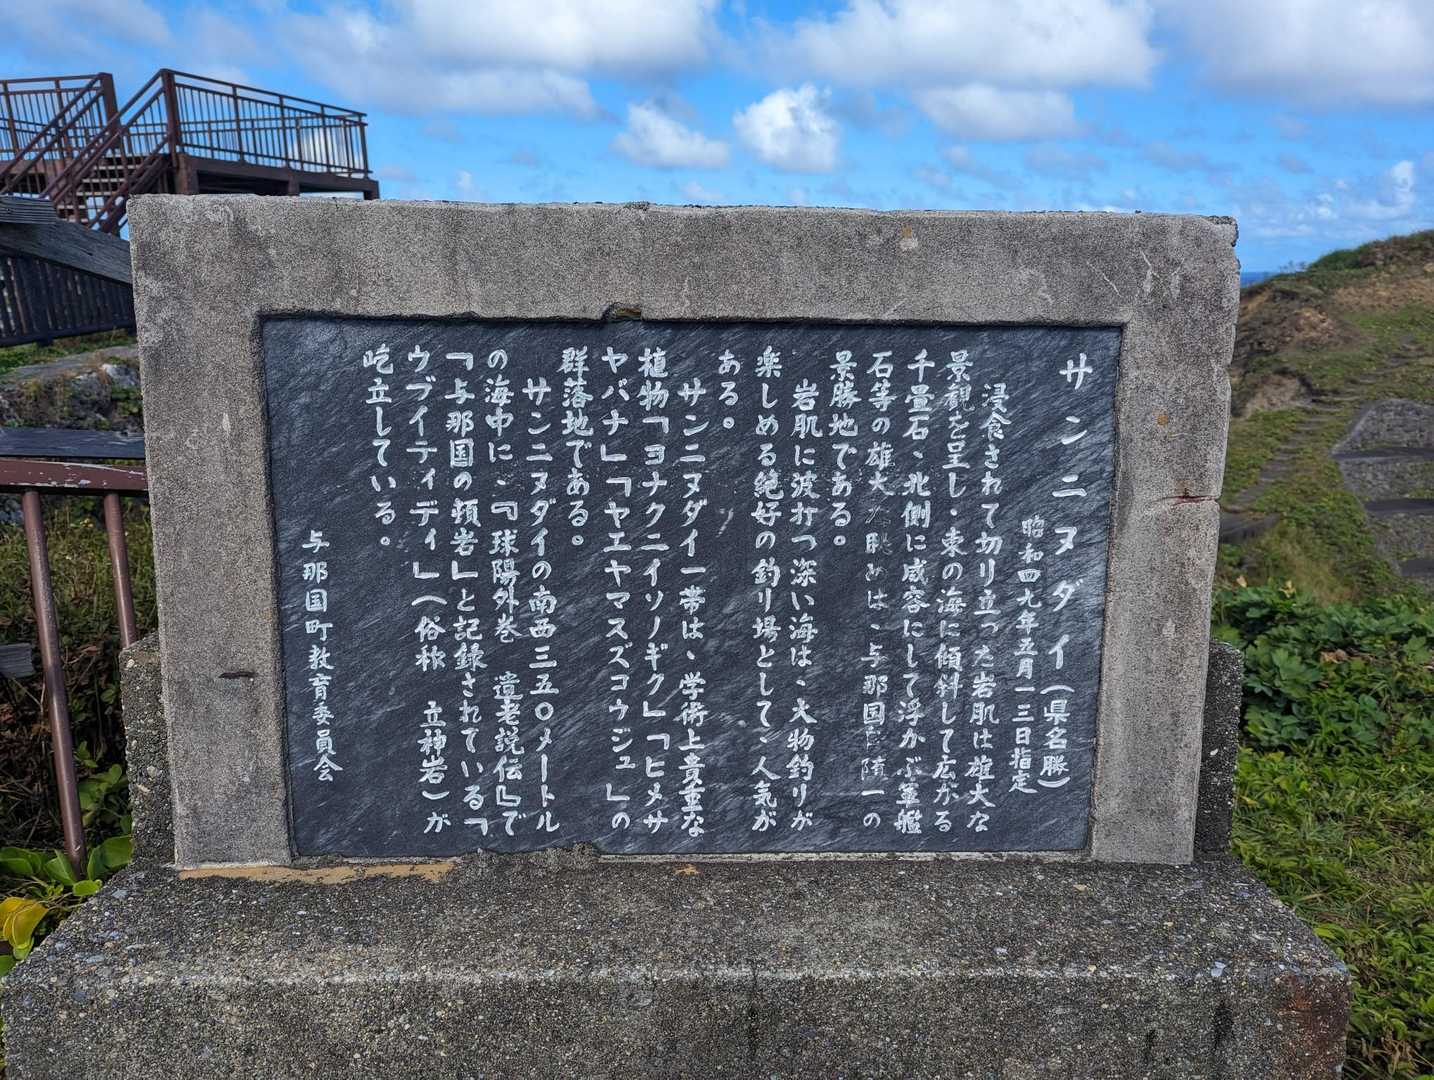 サンニヌダイ(県名勝)
昭和四九年五月一三日指定
浸食されて切り立った岩肌は雄大な
景観を呈し、東の海に傾斜して広がる
千畳石、北側に威容にして浮かぶ軍艦
石等の雄大な眺めは、与那国島随一の
景勝地である。
岩肌に波打つ深い海は、大物釣りが
楽しめる絶好の釣り場として、人気が
ある。
サンニヌダイ一帯は、学術上貴重な
植物「ヨナクニイソノギク」「ヒメサ
ヤバナ」「ヤエヤマスズコウジュ」の
群落地である。
サンニヌダイの南西三五〇メートル
の海中に、『球陽外巻 遺老説伝』で
「与那国の頓岩」と記録されている「
ウブイティディ」(俗称 立神岩)が
屹立している。
与那国町教育委員会